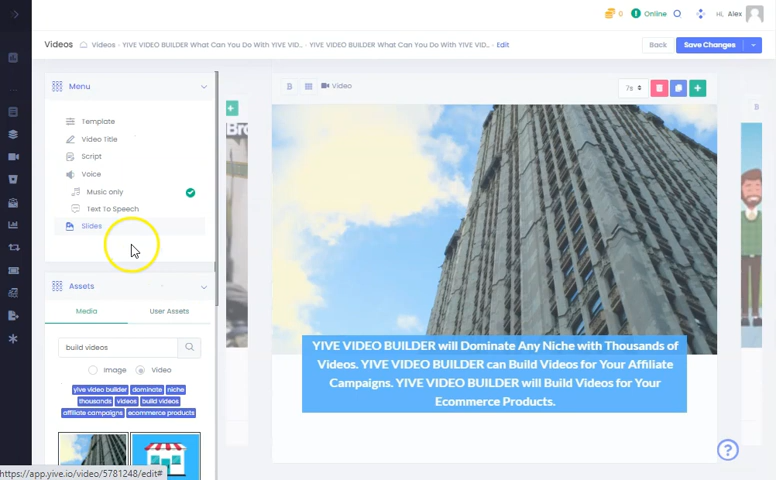 0
Online
Hi, Alex
Videos
Videos - YIVE VIDEO BUILDER What Can You Do With YIVE VID... - YIVE VIDEO BUILDER What Can You Do With YIVE VID... - Edit
Back
Save Changes
Menu
Template
Video Title
Script
Voice
Music only
Text To Speech
Slides
Assets
Media
User Assets
build videos
Image
Video
yive video builder
dominate
niche
thousands
videos
build videos
affiliate campaigns
ecommerce products
https://app.yive.io/video/5781248/edit#
Bro
B
Video
7s
YIVE VIDEO BUILDER will Dominate Any Niche with Thousands of
Videos. YIVE VIDEO BUILDER can Build Videos for Your Affiliate
Campaigns. YIVE VIDEO BUILDER will Build Videos for Your
Ecommerce Products.
B